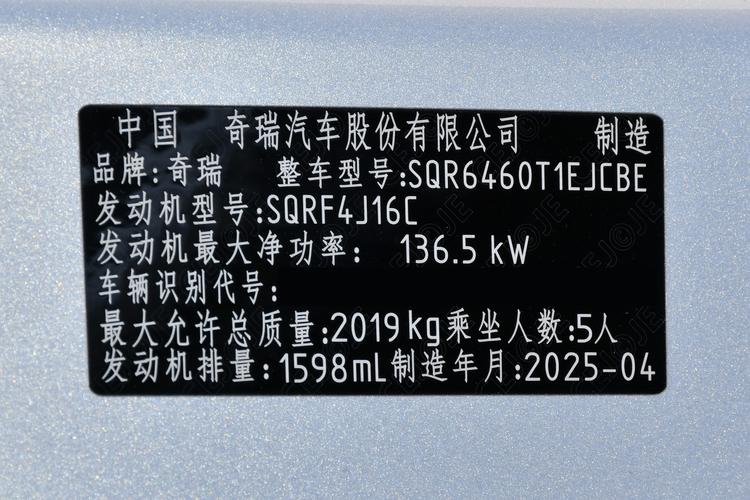 中国 奇瑞汽车股份有限公司 制造
品牌:奇瑞 整车型号:SQR6460T1EJCBE
发动机型号:SQRF4J16C
发动机最大净功率: 136.5 kW
车辆识别代号:
最大允许总质量:2019kg乘坐人数:5人
发动机排量:1598mL制造年月:2025-04